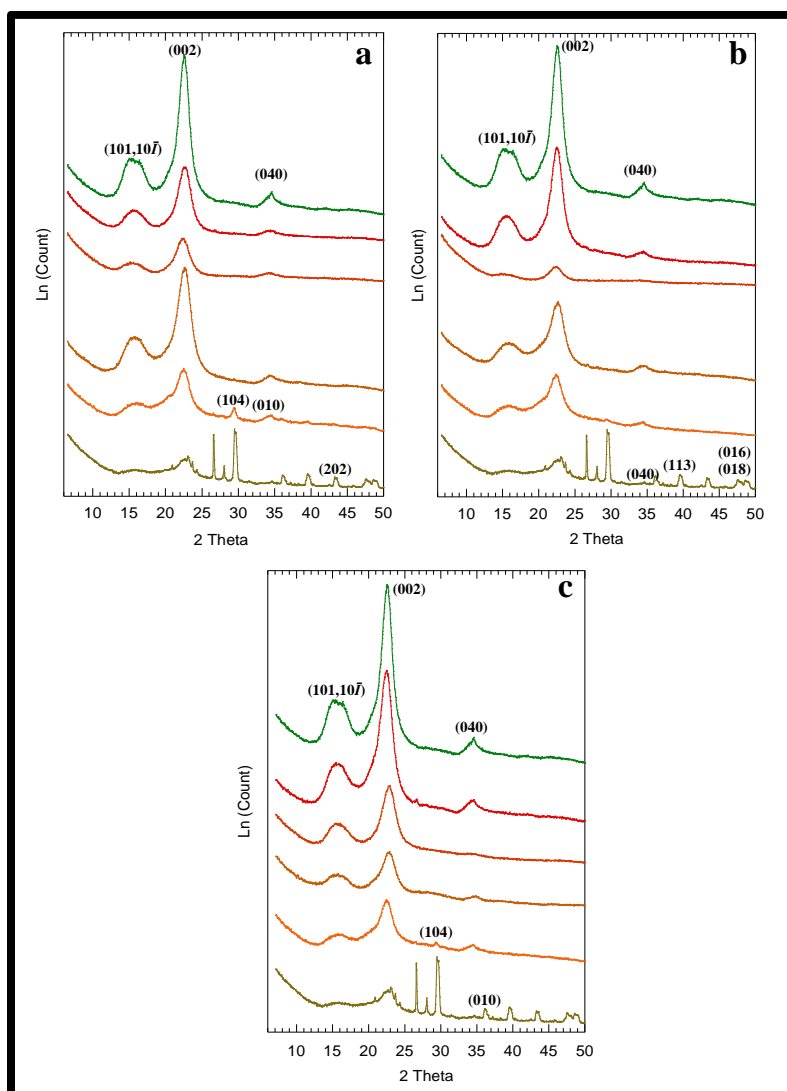 a
(002)
(101,10Ī)
(040)
(104)
(010)
(202)
Ln (Count)
10 15 20 25 30 35 40 45 50
2 Theta
b
(002)
(101,10Ī)
(040)
(016)
(018)
(113)
(040)
Ln (Count)
10 15 20 25 30 35 40 45 50
2 Theta
c
(002)
(101,10Ī)
(040)
(104)
(010)
Ln (Count)
10 15 20 25 30 35 40 45 50
2 Theta